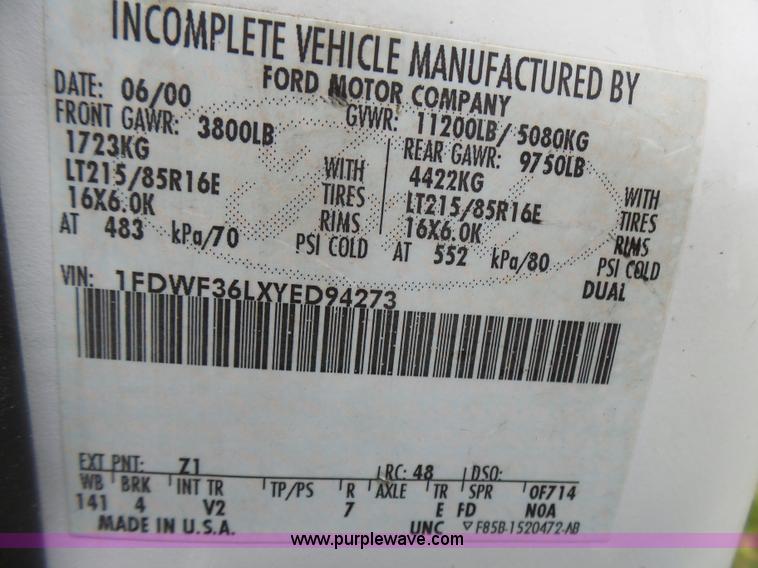 INCOMPLETE VEHICLE MANUFACTURED BY
FORD MOTOR COMPANY
DATE: 06/00 GVWR: 11200LB/ 5080KG
FRONT GAWR: 3800LB REAR GAWR: 9750LB
1723KG WITH 4422KG WITH
LT215/85R16E TIRES LT215/85R16E TIRES
16X6.0K RIMS 16X6.0K RIMS
AT 483 kPa/70 PSI COLD AT 552 kPa/80 PSI COLD
DUAL
VIN: 1FDWF36LXYED94273
EXT PNT: Z1 RC: 48 DSO:
WB BRK INT TR TP/PS R AXLE TR SPR OF714
141 4 V2 7 E FD N0A
MADE IN U.S.A. UNC ▽ F85B-1520472-AB
www.purplewave.com